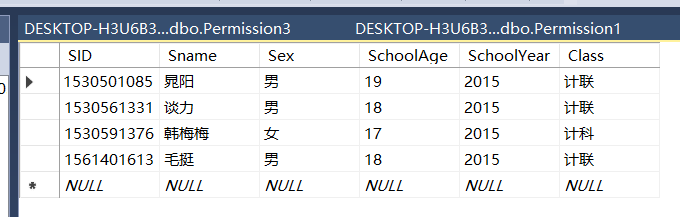 DESKTOP-H3U6B3...dbo.Permission3 DESKTOP-H3U6B3...dbo.Permission1
SID Sname Sex SchoolAge SchoolYear Class
1530501085 晁阳 男 19 2015 计联
1530561331 谈力 男 18 2015 计联
1530591376 韩梅梅 女 17 2015 计科
1561401613 毛挺 男 18 2015 计联
NULL NULL NULL NULL NULL NULL